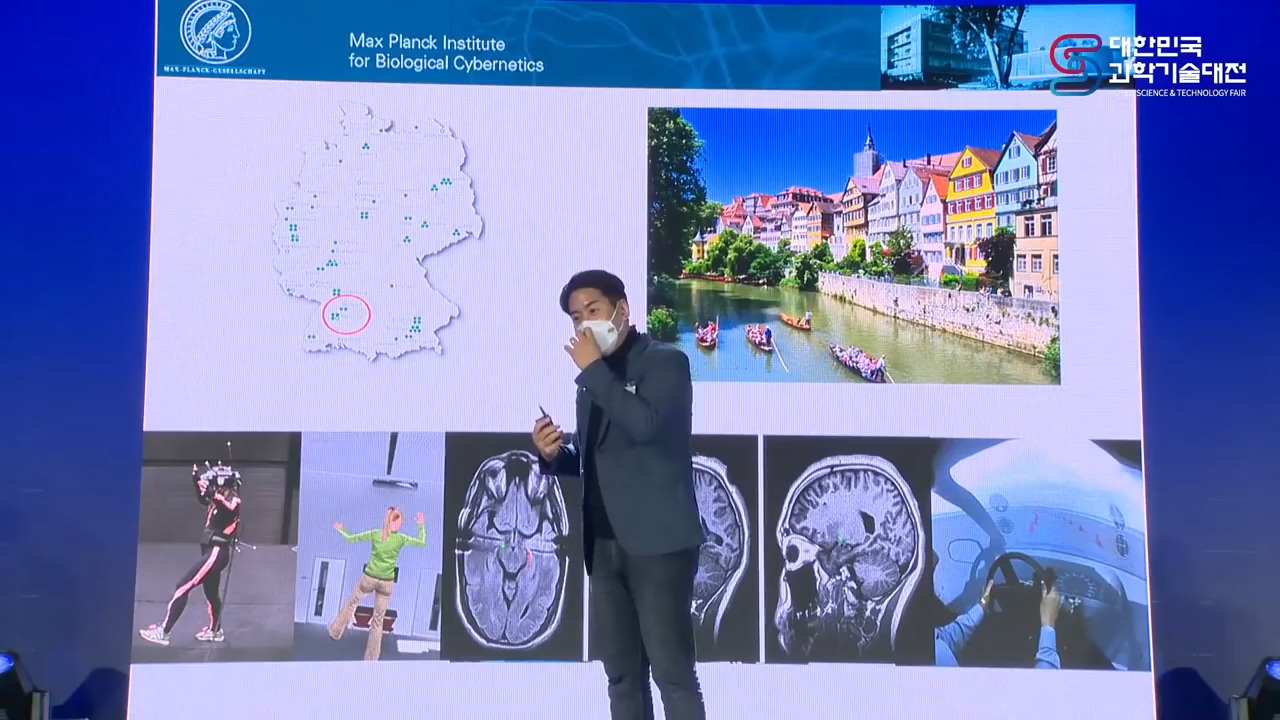 Max Planck Institute
for Biological Cybernetics
MAX-PLANCK-GESELLSCHAFT
대한민국
과학기술대전
SCIENCE & TECHNOLOGY FAIR